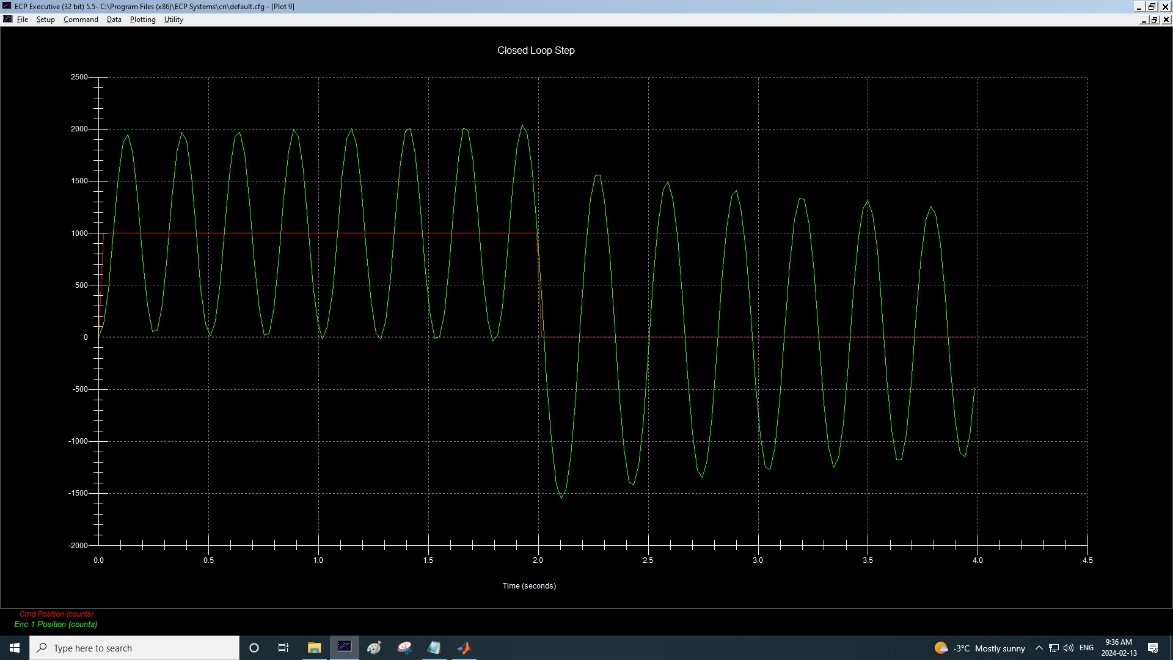 ECP Executive (32 bit) 5.5- C:\Program Files (x86)\ECP Systems\cn\default.cfg - [Plot 9]
File Setup Command Data Plotting Utility
Closed Loop Step
2500
2000
1500
1000
500
0
-500
-1000
-1500
-2000
0.0 0.5 1.0 1.5 2.0 2.5 3.0 3.5 4.0 4.5
Time (seconds)
Cmd Position (counts)
Enc 1 Position (counts)
Type here to search
-3°C Mostly sunny
ENG
9:36 AM
2024-02-13